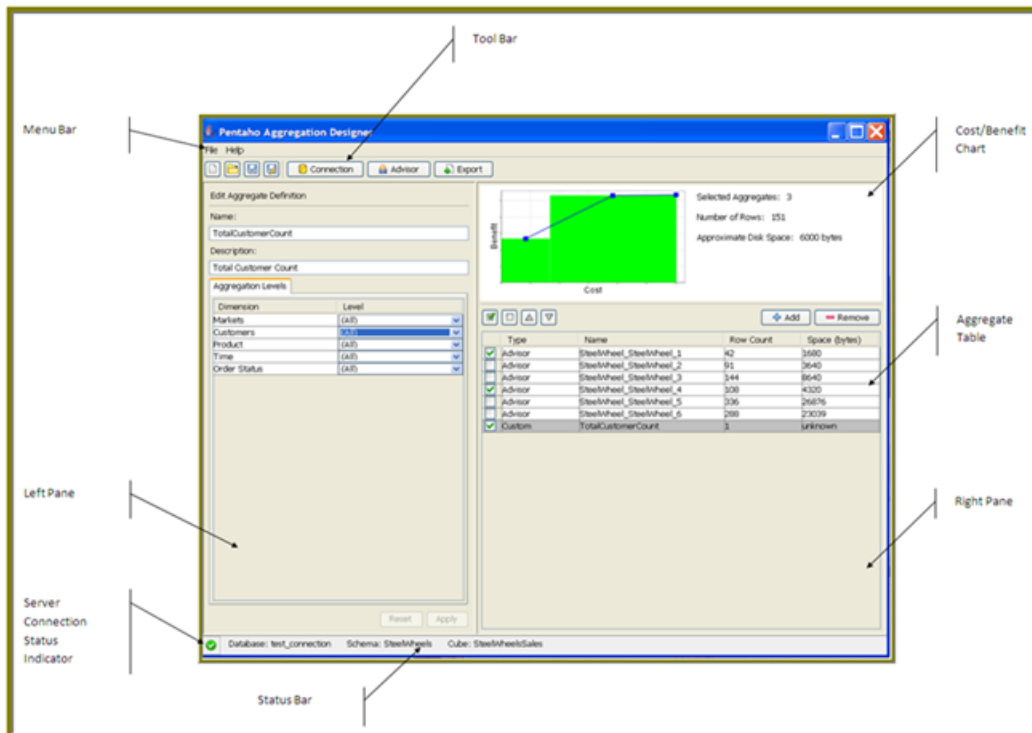 Tool Bar
Menu Bar
Cost/Benefit
Chart
Pentaho Aggregation Designer
File Help
Connection Advisor Export
Edit Aggregate Definition
Name:
TotalCustomerCount
Description:
Total Customer Count
Aggregation Levels
Dimension Level
Markets (All)
Customers (All)
Product (All)
Time (All)
Order Status (All)
Reset Apply
Benefit
Cost
Selected Aggregates: 3
Number of Rows: 151
Approximate Disk Space: 6000 bytes
Add Remove
Type Name Row Count Space (bytes)
Advisor SteelWheel_SteelWheel_1 42 1680
Advisor SteelWheel_SteelWheel_2 91 3640
Advisor SteelWheel_SteelWheel_3 144 8640
Advisor SteelWheel_SteelWheel_4 108 4320
Advisor SteelWheel_SteelWheel_5 336 26876
Advisor SteelWheel_SteelWheel_6 288 23039
Custom TotalCustomerCount 1 unknown
Aggregate
Table
Left Pane
Right Pane
Server
Connection
Status
Indicator
Database: test_connection Schema: SteelWheels Cube: SteelWheelsSales
Status Bar